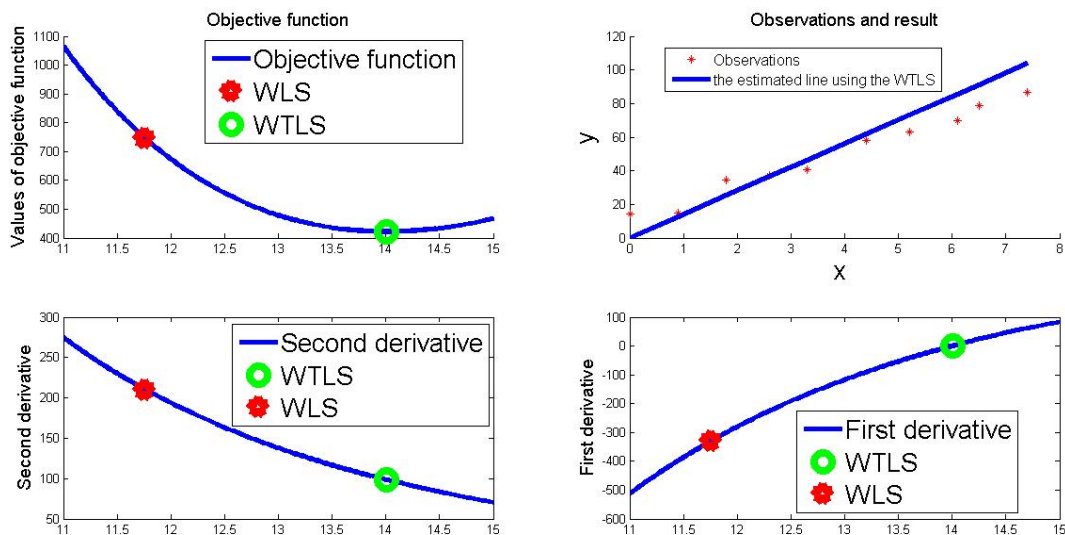 Objective function
Values of objective function
1100
1000
900
800
700
600
500
400
11 11.5 12 12.5 13 13.5 14 14.5 15
Objective function
WLS
WTLS
Observations and result
y
120
100
80
60
40
20
0
0 1 2 3 4 5 6 7 8
X
Observations
the estimated line using the WTLS
Second derivative
300
250
200
150
100
50
11 11.5 12 12.5 13 13.5 14 14.5 15
Second derivative
WTLS
WLS
First derivative
100
0
-100
-200
-300
-400
-500
-600
11 11.5 12 12.5 13 13.5 14 14.5 15
First derivative
WTLS
WLS